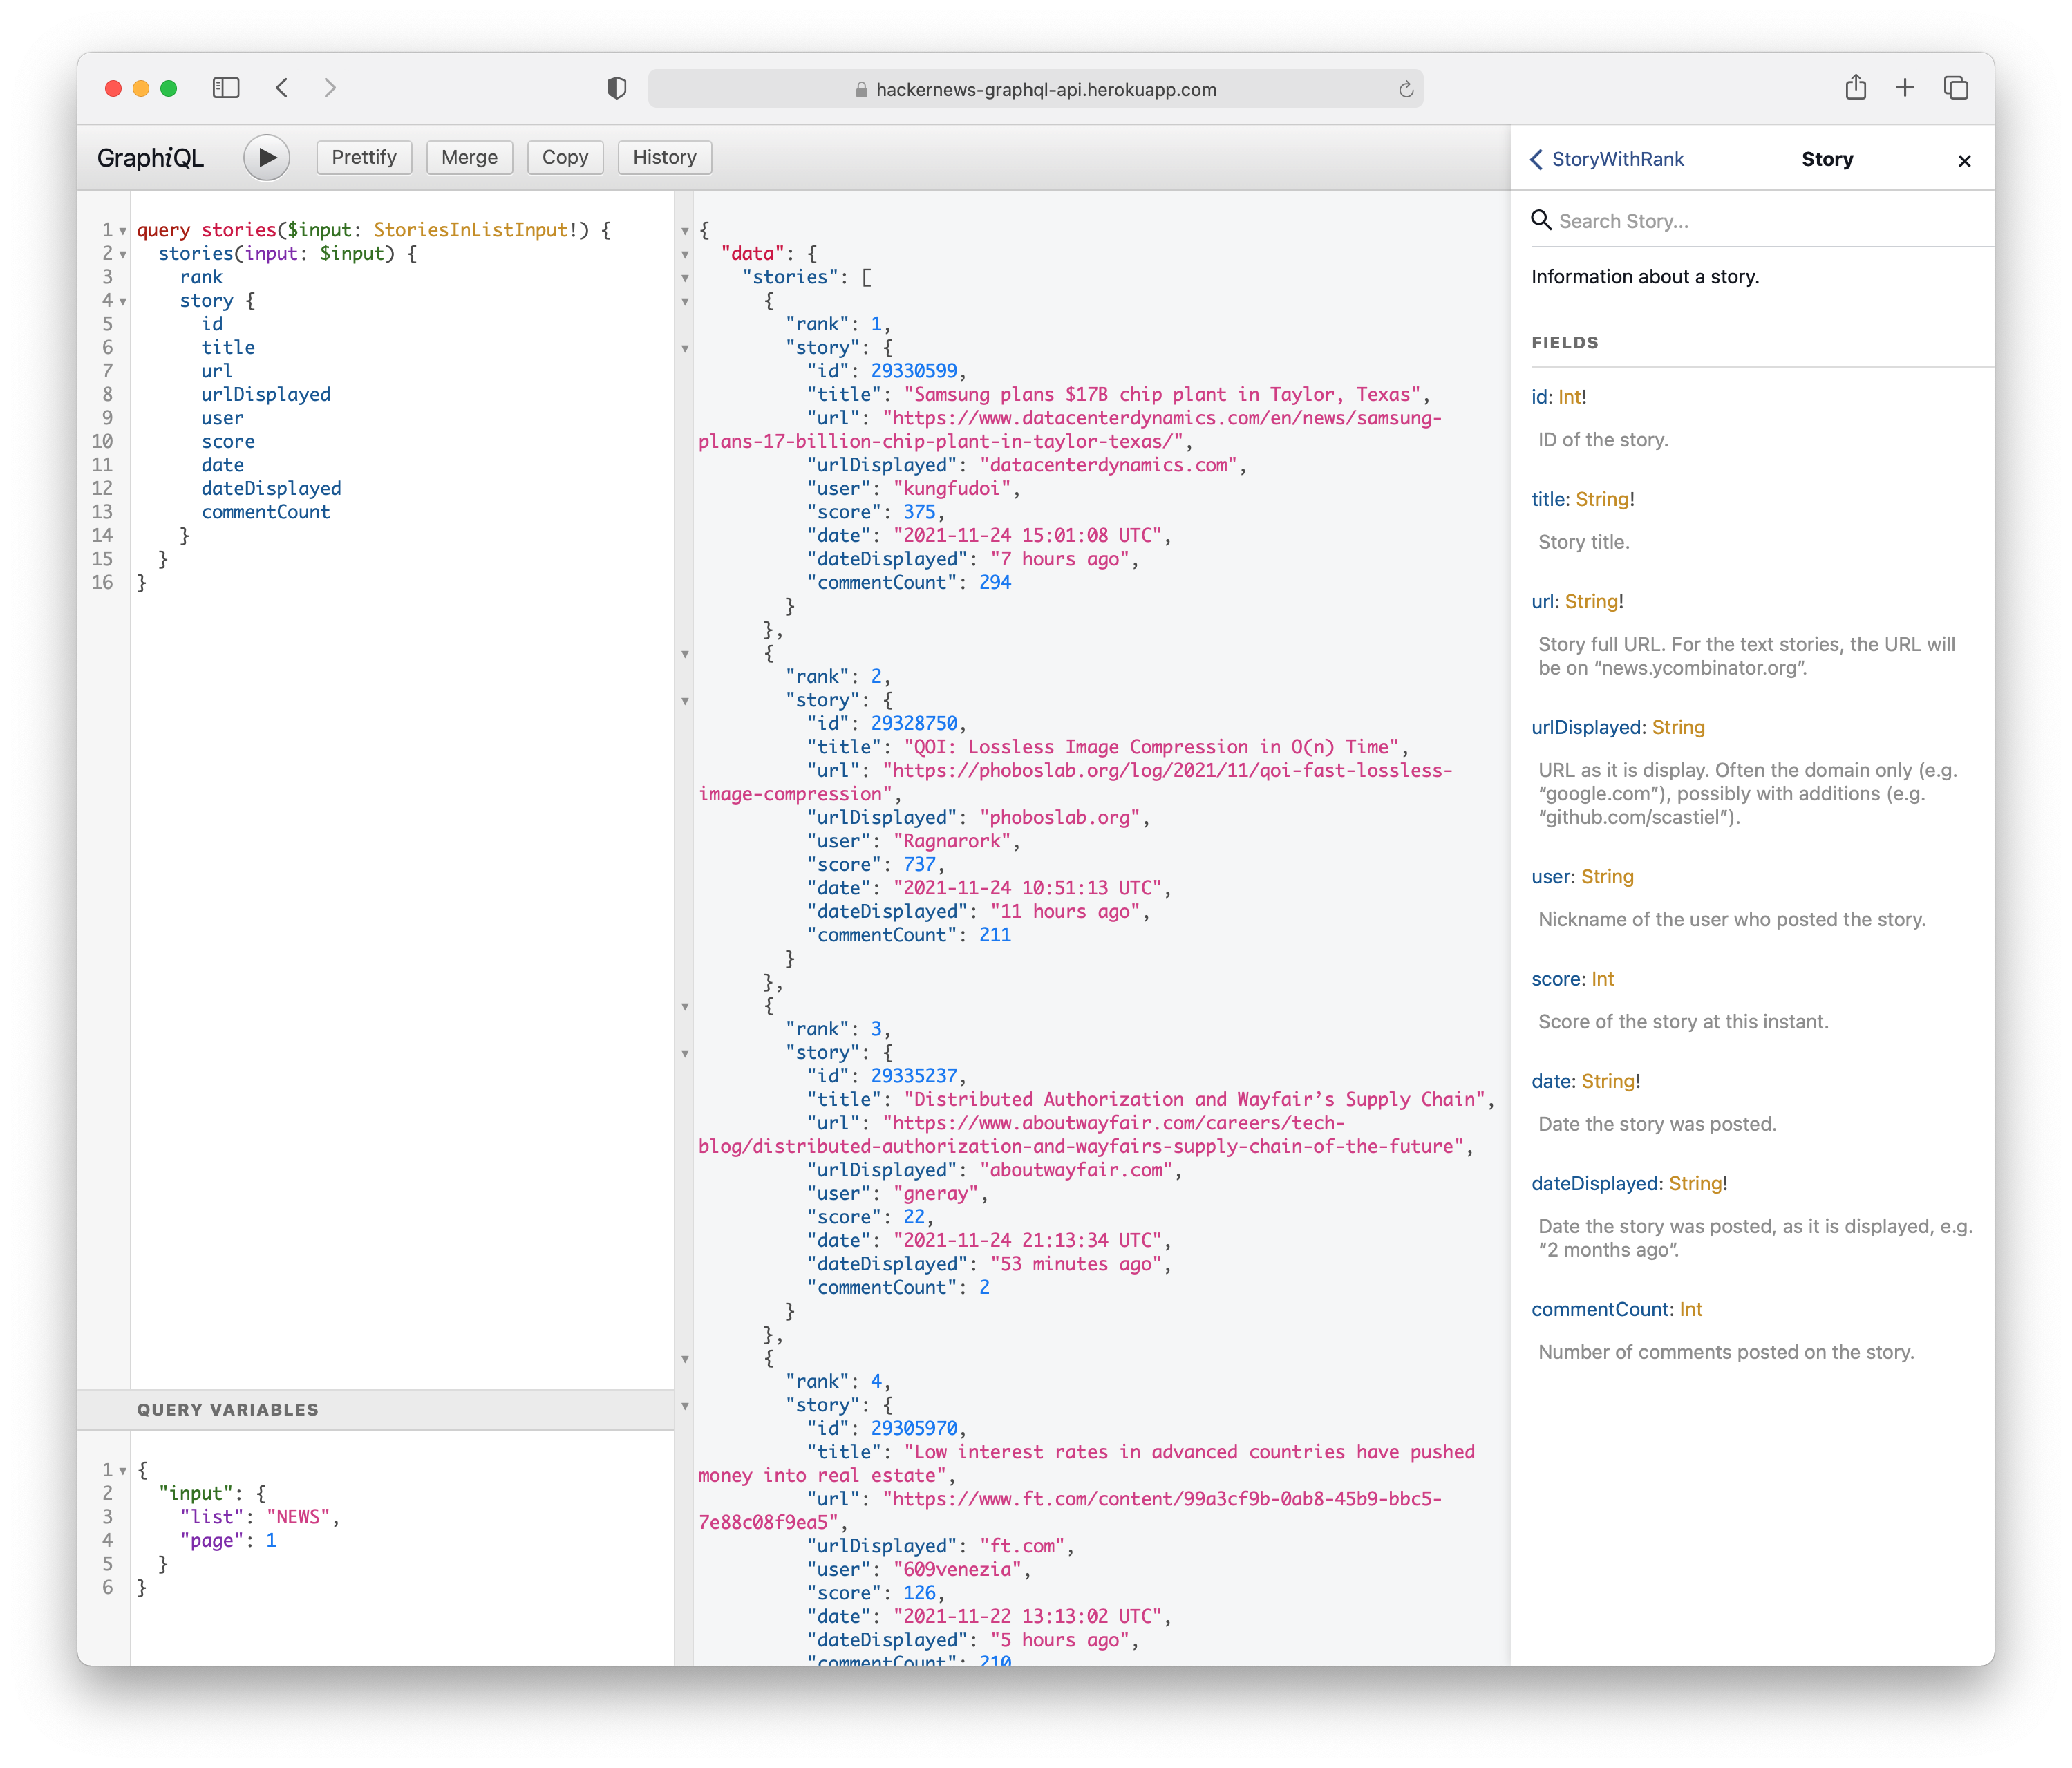 hackernews-graphql-api.herokuapp.com
GraphiQL
Prettify
Merge
Copy
History
1 query stories($input: StoriesInListInput!) {
2 stories(input: $input) {
3 rank
4 story {
5 id
6 title
7 url
8 urlDisplayed
9 user
10 score
11 date
12 dateDisplayed
13 commentCount
14 }
15 }
16 }
QUERY VARIABLES
1 {
2 "input": {
3 "list": "NEWS",
4 "page": 1
5 }
6 }
{
"data": {
"stories": [
{
"rank": 1,
"story": {
"id": 29330599,
"title": "Samsung plans $17B chip plant in Taylor, Texas",
"url": "https://www.datacenterdynamics.com/en/news/samsung-
plans-17-billion-chip-plant-in-taylor-texas/",
"urlDisplayed": "datacenterdynamics.com",
"user": "kungfudoi",
"score": 375,
"date": "2021-11-24 15:01:08 UTC",
"dateDisplayed": "7 hours ago",
"commentCount": 294
}
},
{
"rank": 2,
"story": {
"id": 29328750,
"title": "QOI: Lossless Image Compression in O(n) Time",
"url": "https://phoboslab.org/log/2021/11/qoi-fast-lossless-
image-compression",
"urlDisplayed": "phoboslab.org",
"user": "Ragnarork",
"score": 737,
"date": "2021-11-24 10:51:13 UTC",
"dateDisplayed": "11 hours ago",
"commentCount": 211
}
},
{
"rank": 3,
"story": {
"id": 29335237,
"title": "Distributed Authorization and Wayfair’s Supply Chain",
"url": "https://www.aboutwayfair.com/careers/tech-
blog/distributed-authorization-and-wayfairs-supply-chain-of-the-future",
"urlDisplayed": "aboutwayfair.com",
"user": "gneray",
"score": 22,
"date": "2021-11-24 21:13:34 UTC",
"dateDisplayed": "53 minutes ago",
"commentCount": 2
}
},
{
"rank": 4,
"story": {
"id": 29305970,
"title": "Low interest rates in advanced countries have pushed
money into real estate",
"url": "https://www.ft.com/content/99a3cf9b-0ab8-45b9-bbc5-
7e88c08f9ea5",
"urlDisplayed": "ft.com",
"user": "609venezia",
"score": 126,
"date": "2021-11-22 13:13:02 UTC",
"dateDisplayed": "5 hours ago",
"commentCount": 210
StoryWithRank
Story
Search Story...
Information about a story.
FIELDS
id: Int!
ID of the story.
title: String!
Story title.
url: String!
Story full URL. For the text stories, the URL will
be on “news.ycombinator.org”.
urlDisplayed: String
URL as it is display. Often the domain only (e.g.
“google.com”), possibly with additions (e.g.
“github.com/scastiel”).
user: String
Nickname of the user who posted the story.
score: Int
Score of the story at this instant.
date: String!
Date the story was posted.
dateDisplayed: String!
Date the story was posted, as it is displayed, e.g.
“2 months ago”.
commentCount: Int
Number of comments posted on the story.